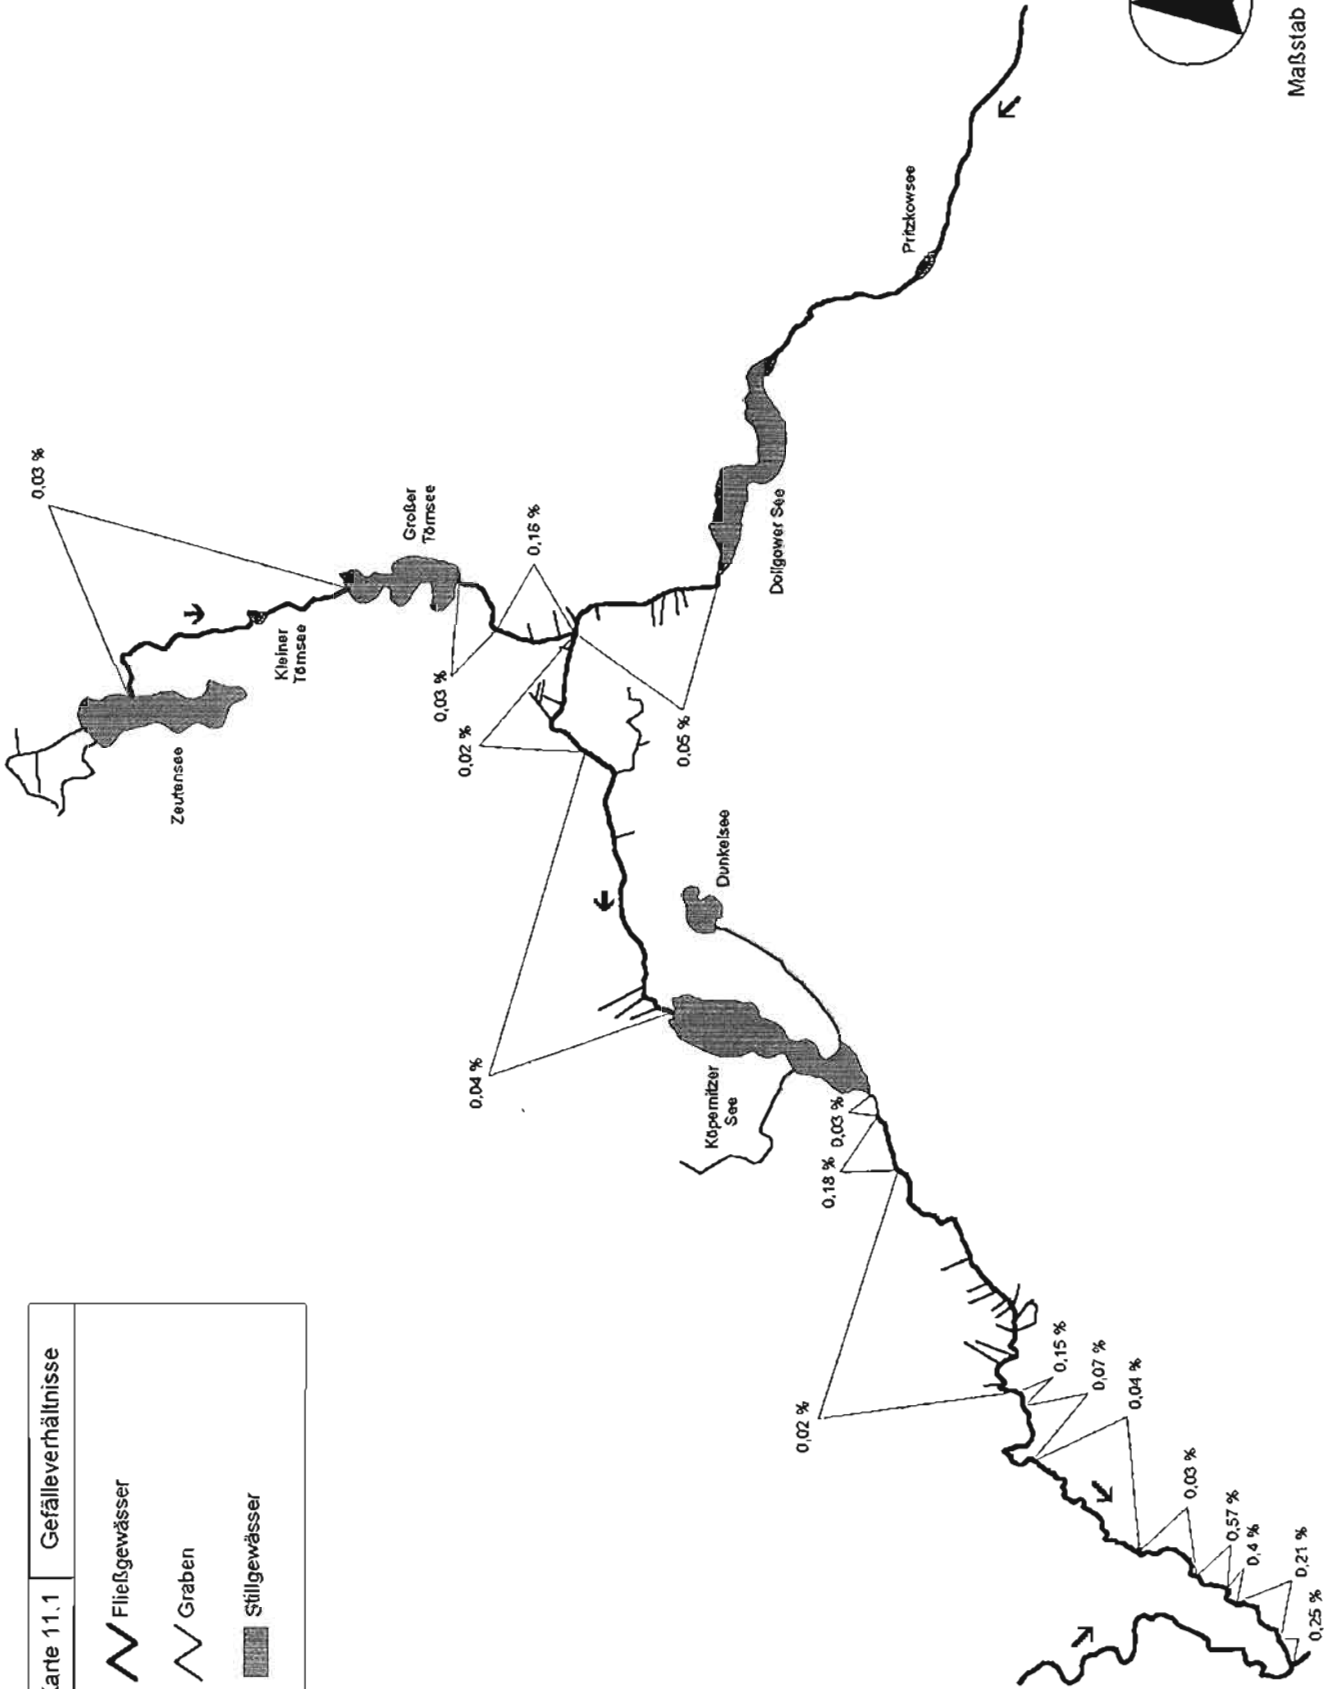 Karte 11.1
Gefälleverhältnisse
Fließgewässer
Graben
Stillgewässer
Zeutensee
Kleiner
Törnsee
Großer
Törnsee
0,03 %
0,03 %
0,16 %
0,02 %
0,05 %
0,04 %
Dollgower See
Pritzkowsee
Dunkelsee
Köpernitzer
See
0,03 %
0,18 %
0,02 %
0,15 %
0,07 %
0,04 %
0,03 %
0,57 %
0,4 %
0,21 %
0,25 %
Maßstab